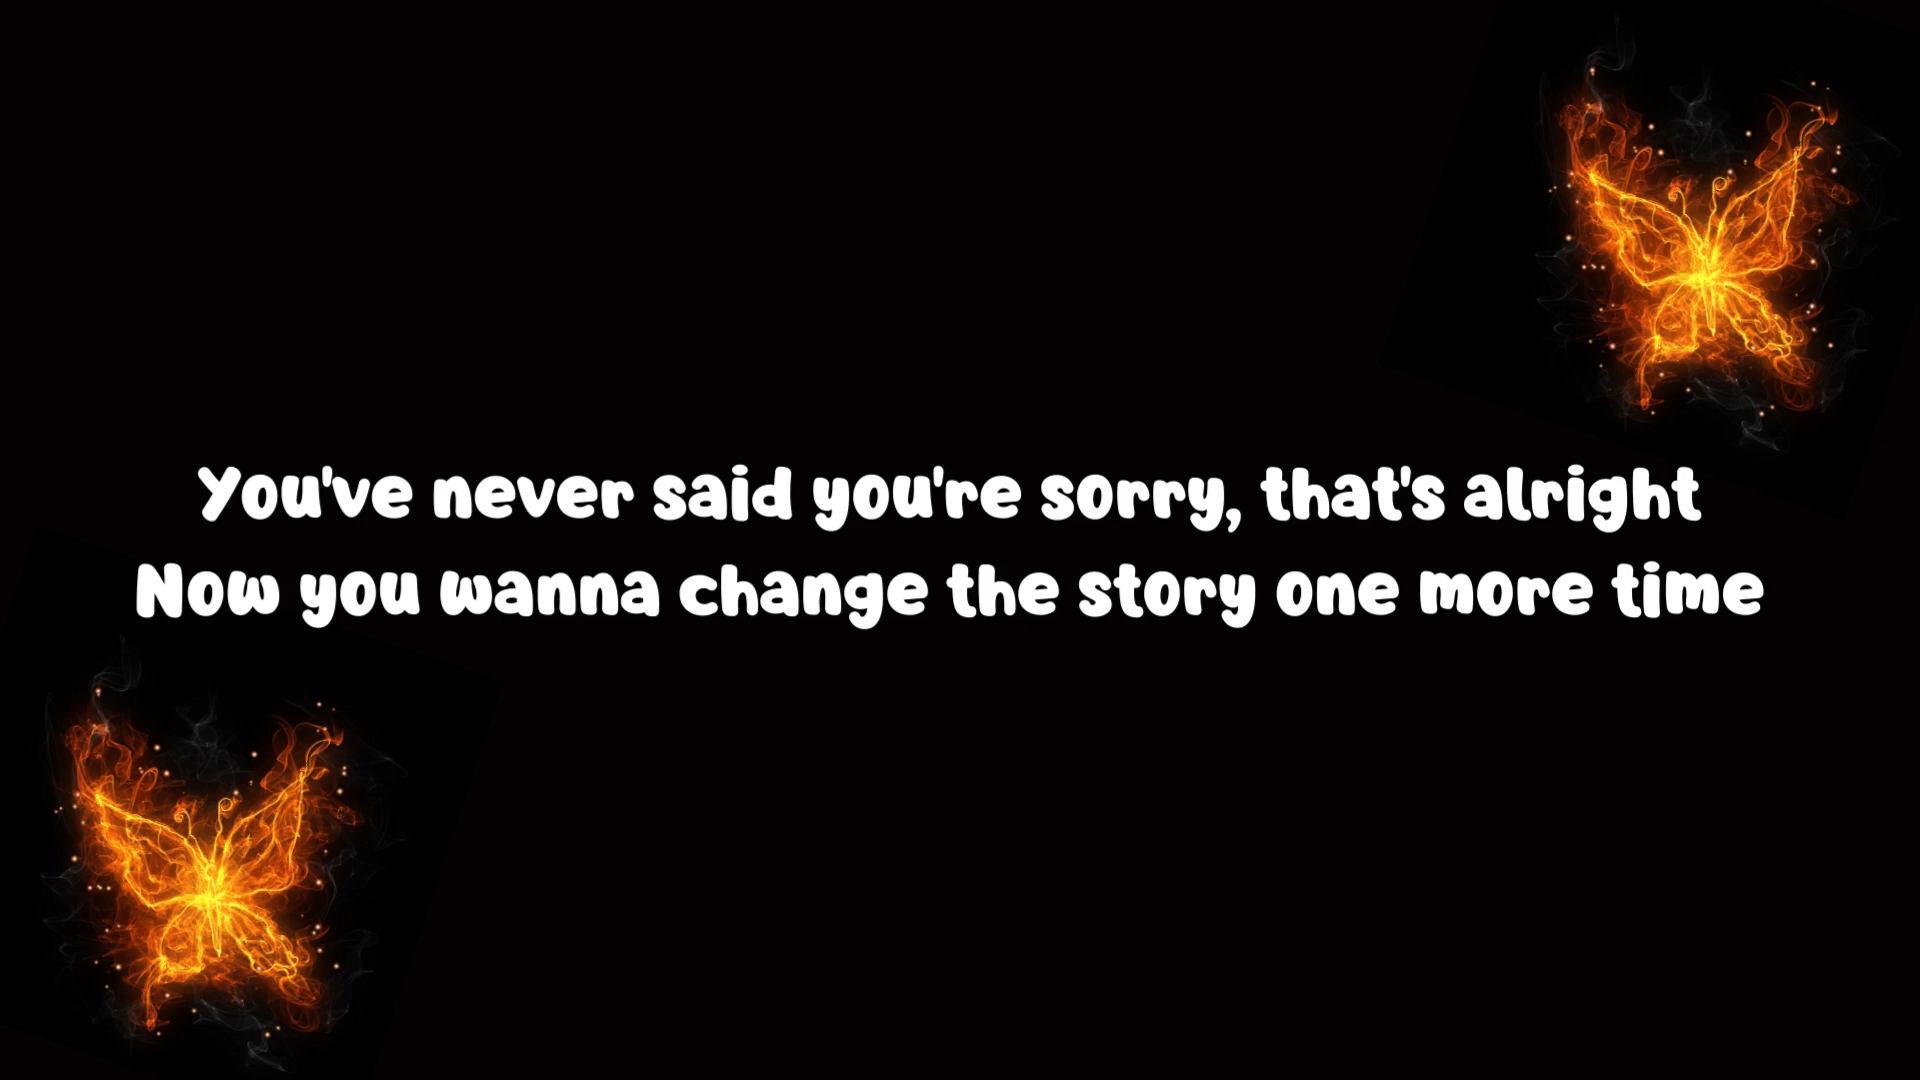 You've never said you're sorry, that's alright
Now you wanna change the story one more time